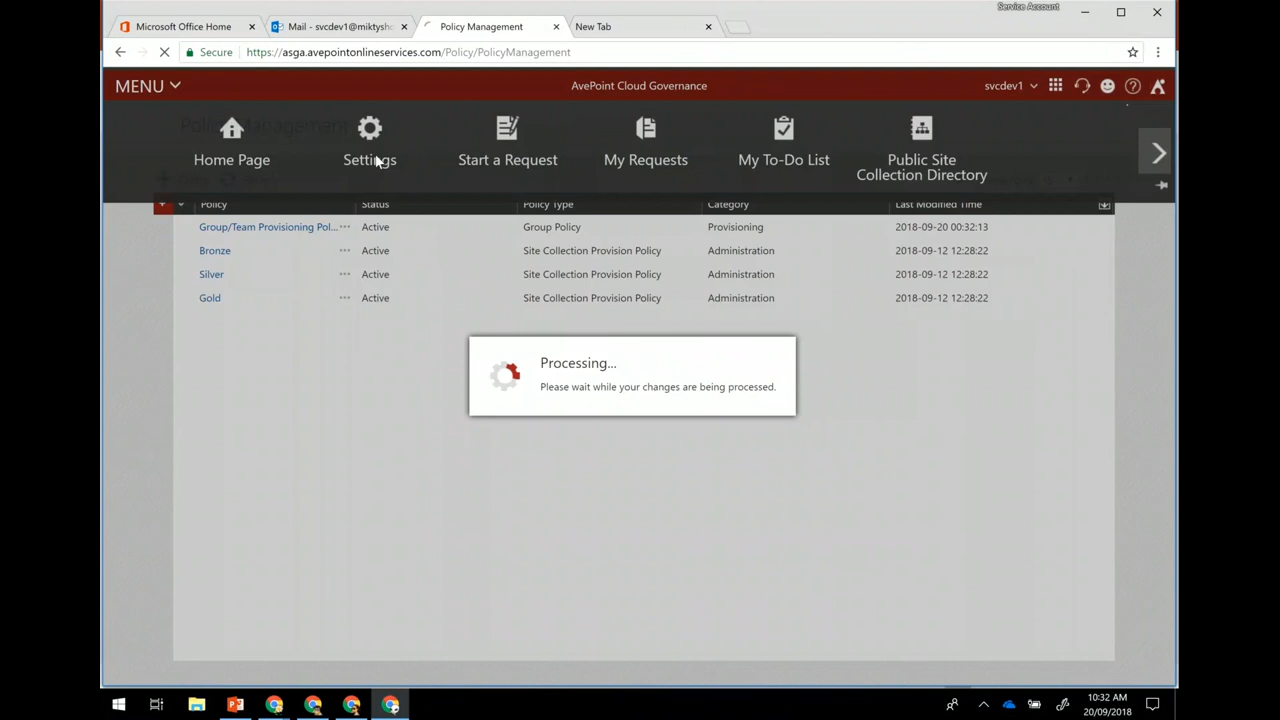 Service Account
Microsoft Office Home
Mail - svcdev1@miktysho
Policy Management
New Tab
Secure
https://asga.avepointonlineservices.com/Policy/PolicyManagement
MENU
AvePoint Cloud Governance
svcdev1
Policy Management
Home Page
Settings
Start a Request
My Requests
My To-Do List
Public Site
Collection Directory
Policy Status Policy Type Category Last Modified Time
Group/Team Provisioning Pol... ... Active Group Policy Provisioning 2018-09-20 00:32:13
Bronze ... Active Site Collection Provision Policy Administration 2018-09-12 12:28:22
Silver ... Active Site Collection Provision Policy Administration 2018-09-12 12:28:22
Gold ... Active Site Collection Provision Policy Administration 2018-09-12 12:28:22
Processing...
Please wait while your changes are being processed.
10:32 AM
20/09/2018